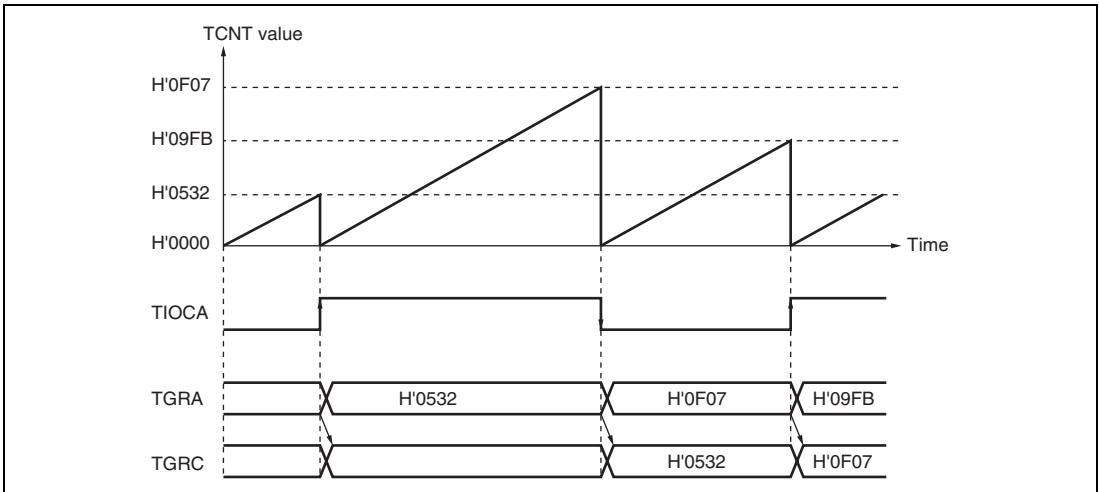 TCNT value
H'0F07
H'09FB
H'0532
H'0000
Time
TIOCA
TGRA
H'0532
H'0F07
H'09FB
TGRC
H'0532
H'0F07